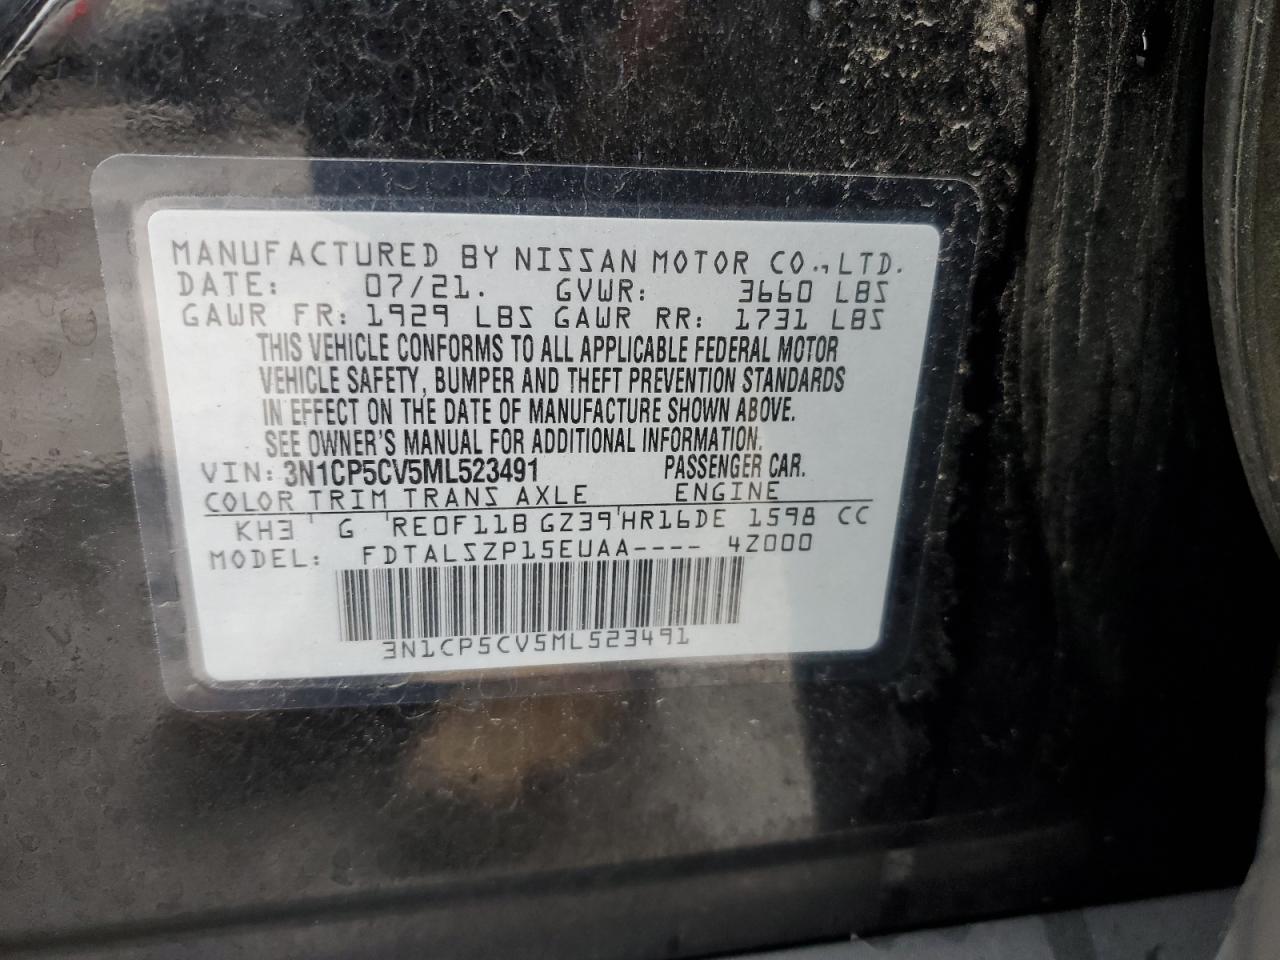 MANUFACTURED BY NISSAN MOTOR CO., LTD.
DATE: 07/21. GVWR: 3660 LBS
GAWR FR: 1929 LBS GAWR RR: 1731 LBS
THIS VEHICLE CONFORMS TO ALL APPLICABLE FEDERAL MOTOR
VEHICLE SAFETY, BUMPER AND THEFT PREVENTION STANDARDS
IN EFFECT ON THE DATE OF MANUFACTURE SHOWN ABOVE.
SEE OWNER'S MANUAL FOR ADDITIONAL INFORMATION.
VIN: 3N1CP5CV5ML523491 PASSENGER CAR.
COLOR TRIM TRANS AXLE ENGINE
KH3 ' G 'RE0F11B GZ39'HR16DE 1598 CC
MODEL: FDTALSZP15EUAA---- 4Z000
3N1CP5CV5ML523491